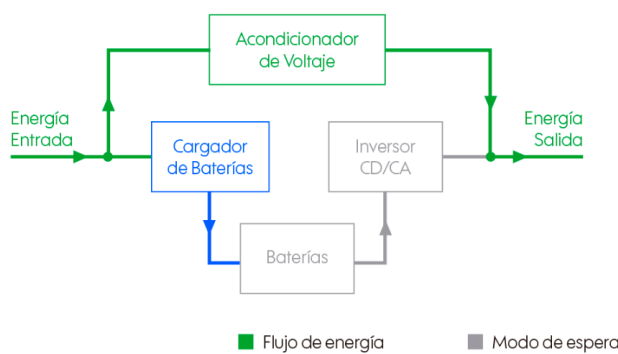 Acondicionador
de Voltaje
Energía
Entrada
Energía
Salida
Cargador
de Baterías
Inversor
CD/CA
Baterías
Flujo de energía
Modo de espera